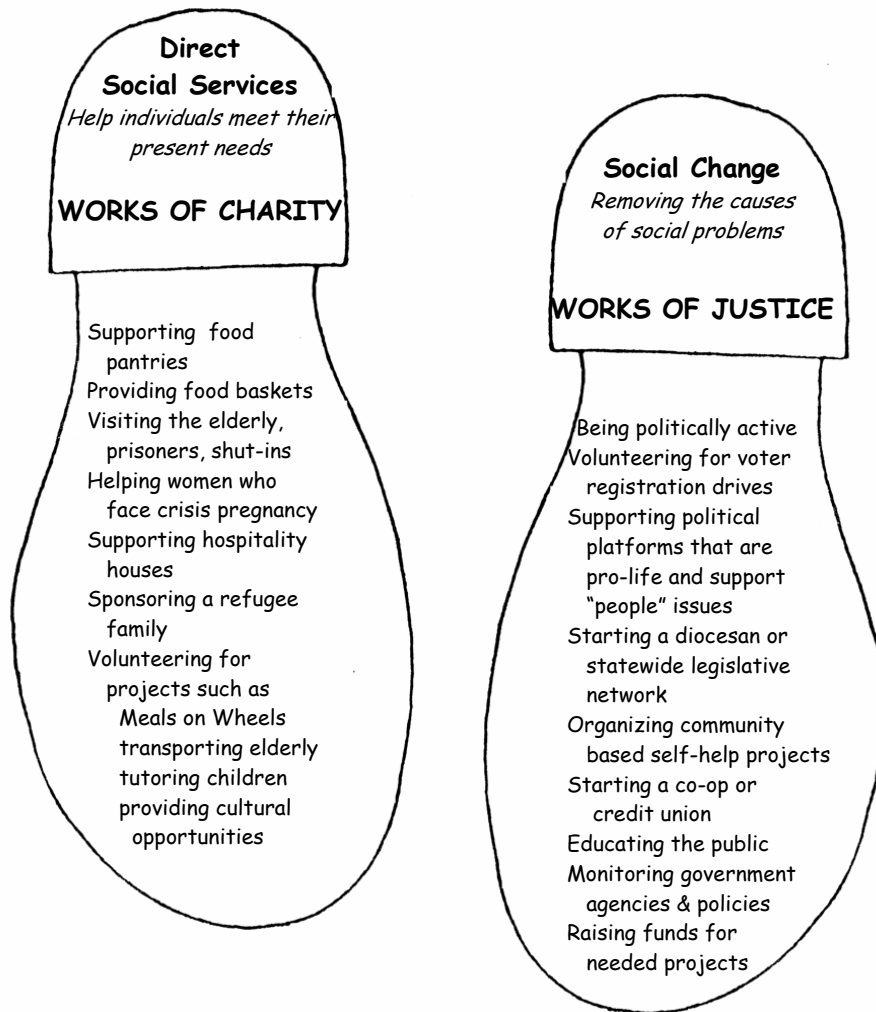 Direct
Social Services
Help individuals meet their
present needs
WORKS OF CHARITY
Supporting food
pantries
Providing food baskets
Visiting the elderly,
prisoners, shut-ins
Helping women who
face crisis pregnancy
Supporting hospitality
houses
Sponsoring a refugee
family
Volunteering for
projects such as
Meals on Wheels
transporting elderly
tutoring children
providing cultural
opportunities
Social Change
Removing the causes
of social problems
WORKS OF JUSTICE
Being politically active
Volunteering for voter
registration drives
Supporting political
platforms that are
pro-life and support
“people” issues
Starting a diocesan or
statewide legislative
network
Organizing community
based self-help projects
Starting a co-op or
credit union
Educating the public
Monitoring government
agencies & policies
Raising funds for
needed projects